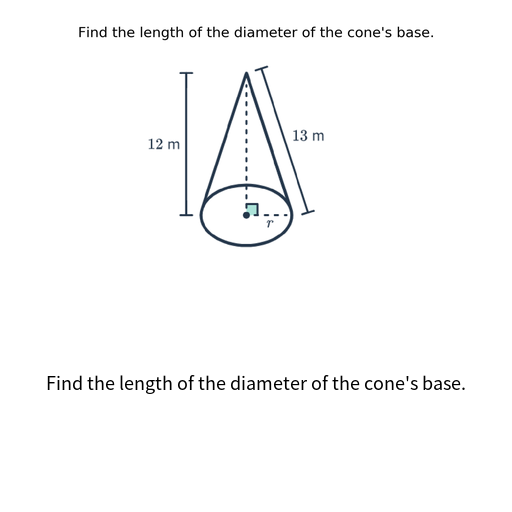 Find the length of the diameter of the cone's base.
12 m
13 m
r
Find the length of the diameter of the cone's base.